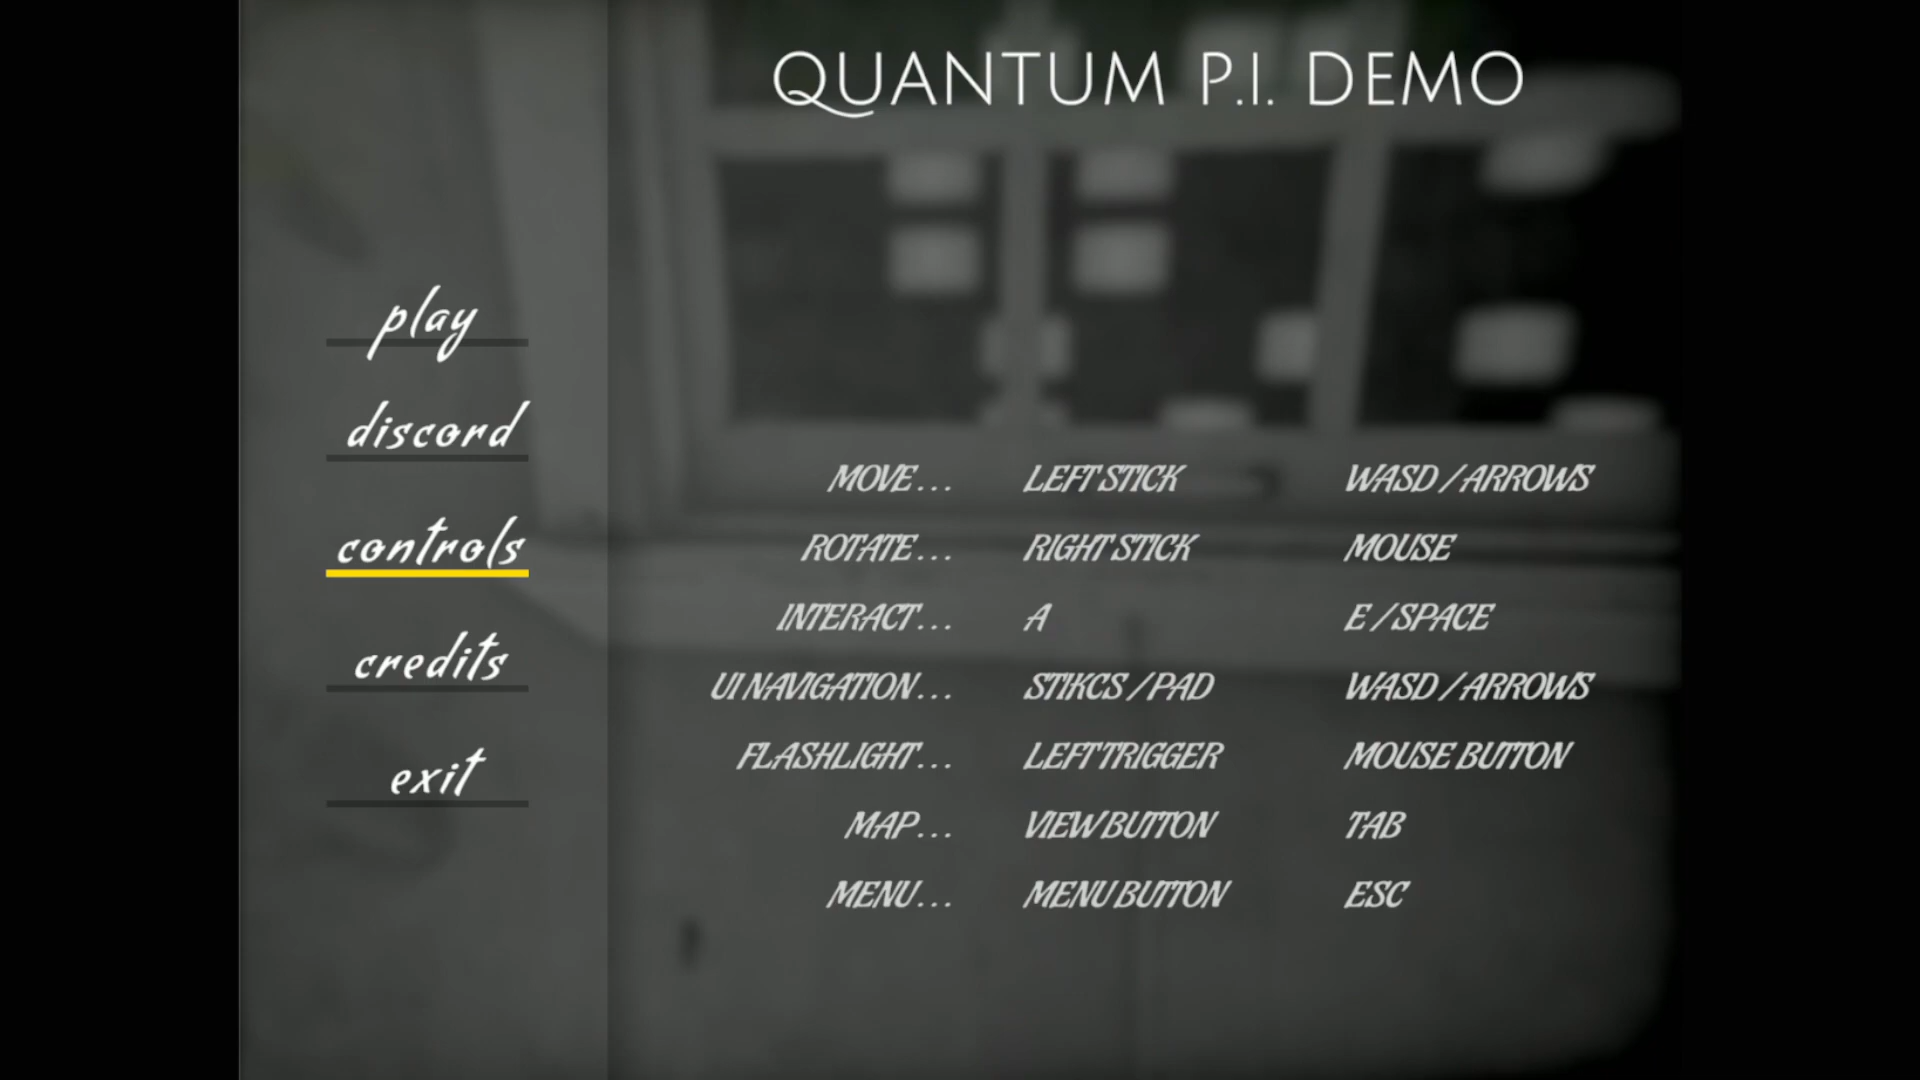 QUANTUM P.I. DEMO
play
discord
controls
credits
exit
MOVE... LEFT STICK WASD / ARROWS
ROTATE... RIGHT STICK MOUSE
INTERACT... A E / SPACE
UI NAVIGATION... STIKCS / PAD WASD / ARROWS
FLASHLIGHT... LEFT TRIGGER MOUSE BUTTON
MAP... VIEW BUTTON TAB
MENU... MENU BUTTON ESC